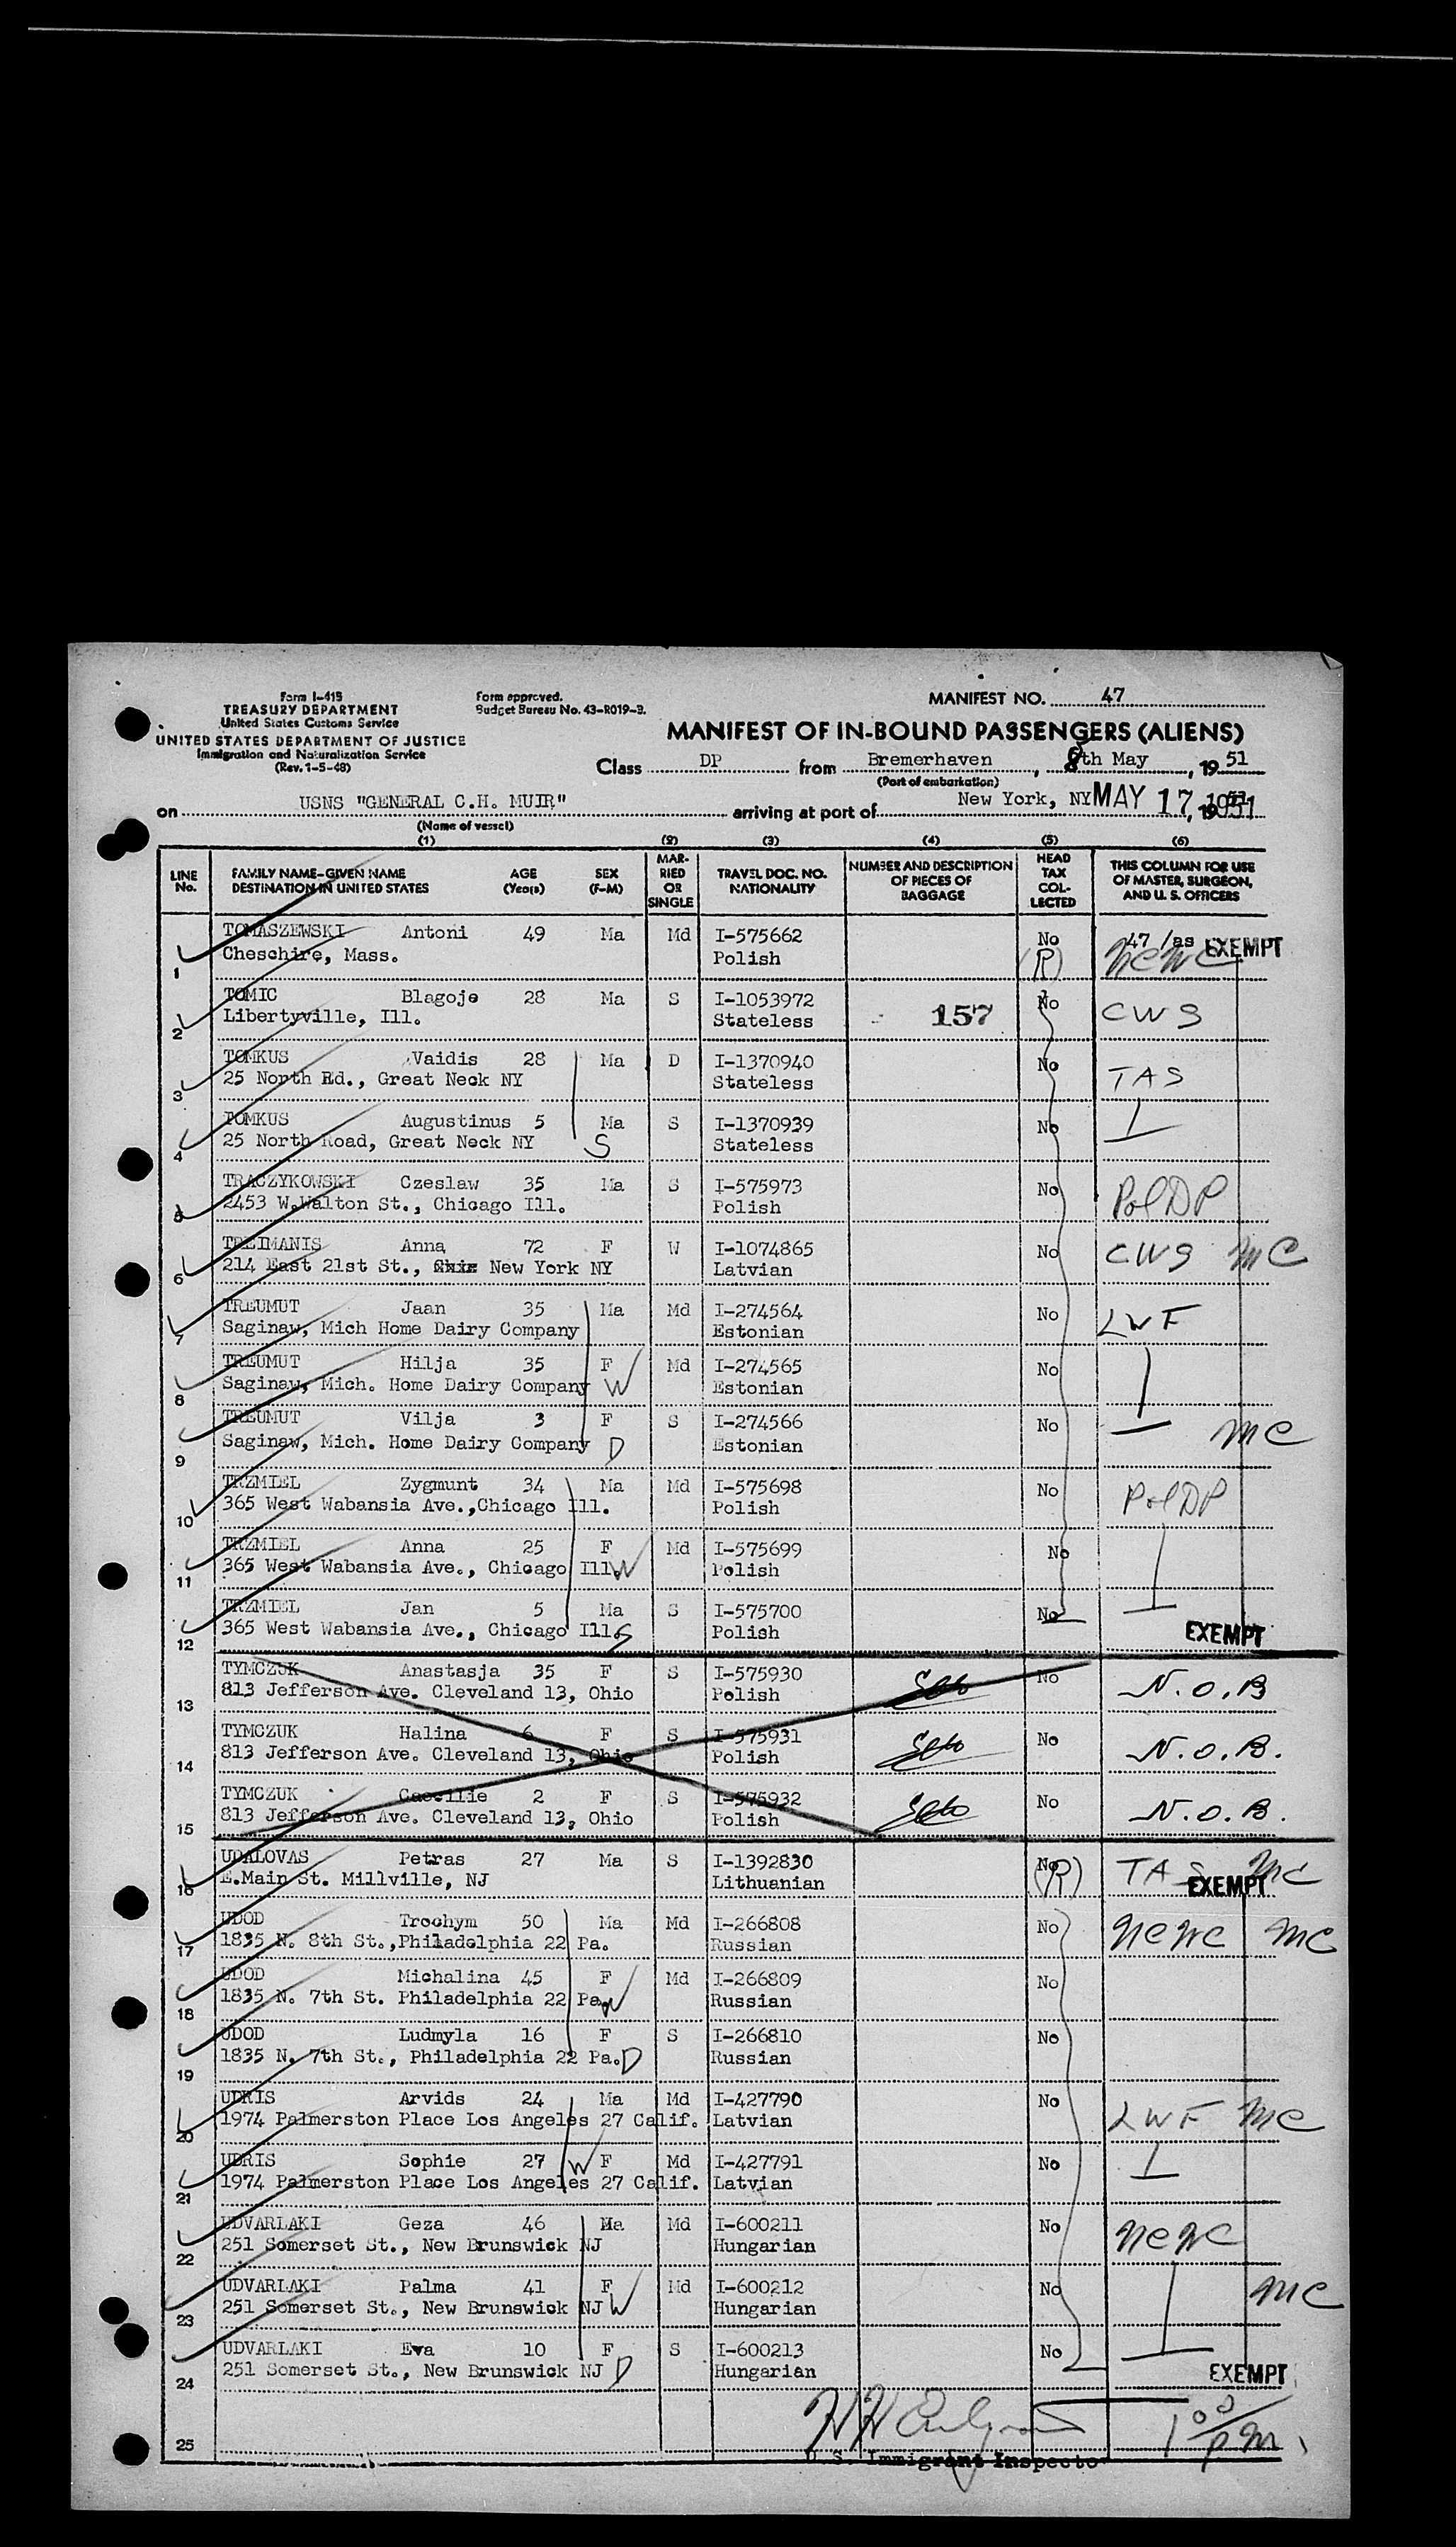 Form I-415
TREASURY DEPARTMENT
United States Customs Service
UNITED STATES DEPARTMENT OF JUSTICE
Immigration and Naturalization Service
(Rev. 1-5-48)
Form approved.
Budget Bureau No. 43-R019-3.
MANIFEST NO. 47
MANIFEST OF IN-BOUND PASSENGERS (ALIENS)
Class DP from Bremerhaven, 8th May, 1951
(Port of embarkation)
on USNS "GENERAL C.H. MUIR" arriving at port of New York, NY MAY 17, 1951
(Name of vessel)
(1) (2) (3) (4) (5) (6)
LINE No. FAMILY NAME–GIVEN NAME DESTINATION IN UNITED STATES AGE (Years) SEX (F–M) MARRIED OR SINGLE TRAVEL DOC. NO. NATIONALITY NUMBER AND DESCRIPTION OF PIECES OF BAGGAGE HEAD TAX COLLECTED THIS COLUMN FOR USE OF MASTER, SURGEON, AND U. S. OFFICERS
TOMASZEWSKI Antoni 49 Ma Md I-575662 No 47 /as EXEMPT
1 Cheschire, Mass. Polish (R) NCWC
TOMIC Blagoje 28 Ma S I-1053972 No
2 Libertyville, Ill. Stateless 157 CWS
TOMKUS Vaidis 28 Ma D I-1370940 No
3 25 North Rd., Great Neck NY Stateless TAS
TOMKUS Augustinus 5 Ma S I-1370939 No
4 25 North Road, Great Neck NY S Stateless
TRACZYKOWSKI Czeslaw 35 Ma S I-575973 No
5 2453 W.Walton St., Chicago Ill. Polish Pol DP
TREIMANIS Anna 72 F W I-1074865 No CWS MC
6 214 East 21st St., New York NY Latvian
TREUMUT Jaan 35 Ma Md I-274564 No LWF
7 Saginaw, Mich Home Dairy Company Estonian
TREUMUT Hilja 35 F Md I-274565 No
8 Saginaw, Mich. Home Dairy Company W Estonian
TREUMUT Vilja 3 F S I-274566 No
9 Saginaw, Mich. Home Dairy Company D Estonian MC
TRZMIEL Zygmunt 34 Ma Md I-575698 No
10 365 West Wabansia Ave.,Chicago Ill. Polish Pol DP
TRZMIEL Anna 25 F Md I-575699 No
11 365 West Wabansia Ave., Chicago Ill. W Polish
TRZMIEL Jan 5 Ma S I-575700 No
12 365 West Wabansia Ave., Chicago Ill. S Polish EXEMPT
TYMCZUK Anastasja 35 F S I-575930 No
13 813 Jefferson Ave. Cleveland 13, Ohio Polish N.O.B
TYMCZUK Halina 6 F S I-575931 No
14 813 Jefferson Ave. Cleveland 13, Ohio Polish N.O.B.
TYMCZUK Caecilie 2 F S I-575932 No
15 813 Jefferson Ave. Cleveland 13, Ohio Polish N.O.B.
UDALOVAS Petras 27 Ma S I-1392830 No TAS MC
16 E.Main St. Millville, NJ Lithuanian (R) EXEMPT
UDOD Trochym 50 Ma Md I-266808 No NCWC MC
17 1835 N. 8th St.,Philadelphia 22 Pa. Russian
UDOD Michalina 45 F Md I-266809 No
18 1835 N. 7th St. Philadelphia 22 Pa. W Russian
UDOD Ludmyla 16 F S I-266810 No
19 1835 N. 7th St., Philadelphia 22 Pa. D Russian
UDRIS Arvids 24 Ma Md I-427790 No
20 1974 Palmerston Place Los Angeles 27 Calif. Latvian LWF MC
UDRIS Sophie 27 W F Md I-427791 No
21 1974 Palmerston Place Los Angeles 27 Calif. Latvian
UDVARLAKI Geza 46 Ma Md I-600211 No
22 251 Somerset St., New Brunswick NJ Hungarian NCWC
UDVARLAKI Palma 41 F Md I-600212 No MC
23 251 Somerset St., New Brunswick NJ W Hungarian
UDVARLAKI Eva 10 F S I-600213 No
24 251 Somerset St., New Brunswick NJ D Hungarian EXEMPT
25 1 00/PM
U.S. Immigrant Inspector